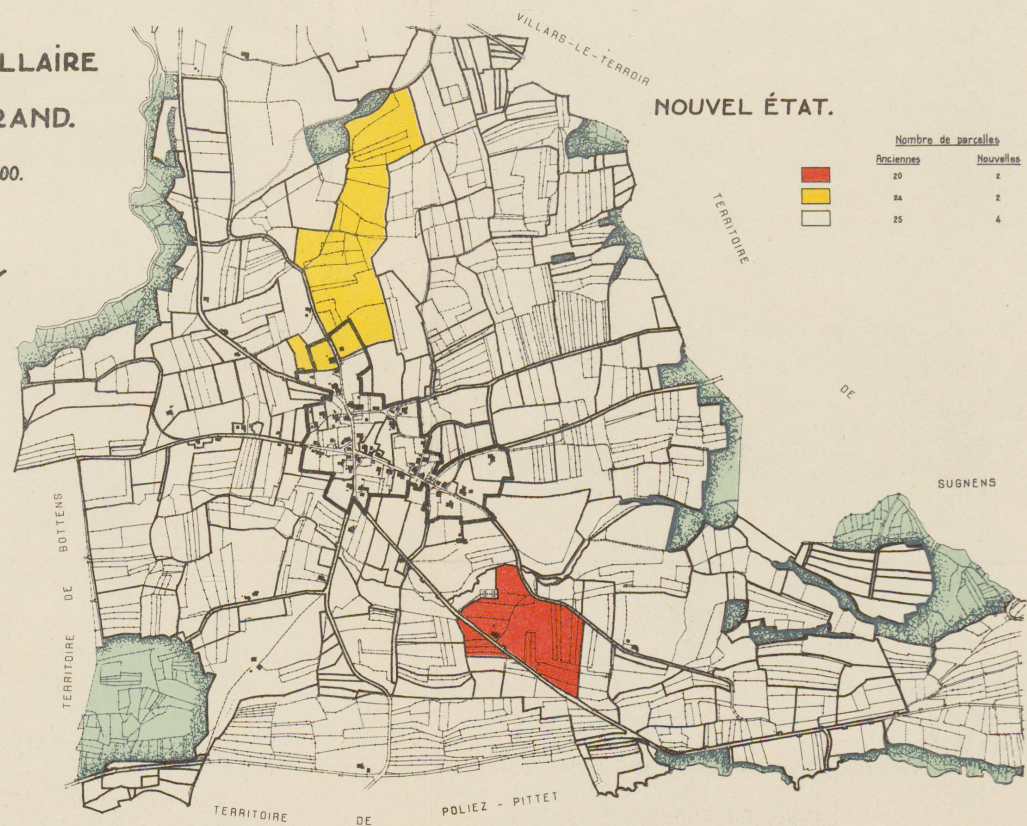 LLAIRE
RAND.
00.
VILLARS-LE-TERROIR
NOUVEL ÉTAT.
Nombre de parcelles
Anciennes Nouvelles
20 2
24 2
25 4
TERRITOIRE
DE
SUGNENS
TERRITOIRE DE BOTTENS
TERRITOIRE DE POLIEZ - PITTET